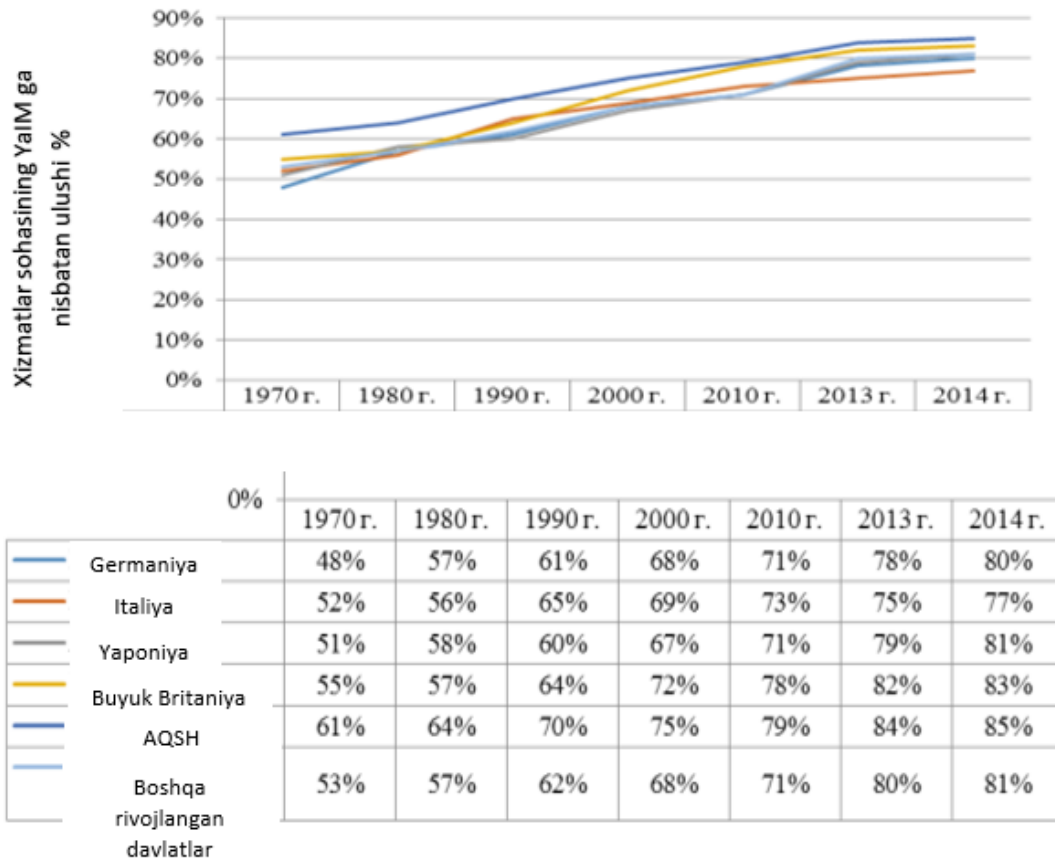 Xizmatlar sohasining YaIM ga
nisbatan ulushi %
90%
80%
70%
60%
50%
40%
30%
20%
10%
0%
1970 г. 1980 г. 1990 г. 2000 г. 2010 г. 2013 г. 2014 г.
0%
1970 г. 1980 г. 1990 г. 2000 г. 2010 г. 2013 г. 2014 г.
Germaniya 48% 57% 61% 68% 71% 78% 80%
Italiya 52% 56% 65% 69% 73% 75% 77%
Yaponiya 51% 58% 60% 67% 71% 79% 81%
Buyuk Britaniya 55% 57% 64% 72% 78% 82% 83%
AQSH 61% 64% 70% 75% 79% 84% 85%
Boshqa 53% 57% 62% 68% 71% 80% 81%
rivojlangan
davlatlar